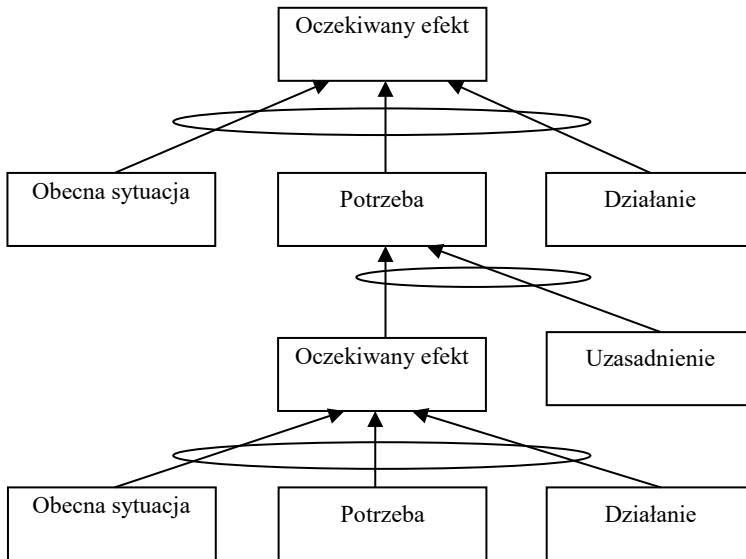 Oczekiwany efekt
Obecna sytuacja
Potrzeba
Działanie
Oczekiwany efekt
Uzasadnienie
Obecna sytuacja
Potrzeba
Działanie